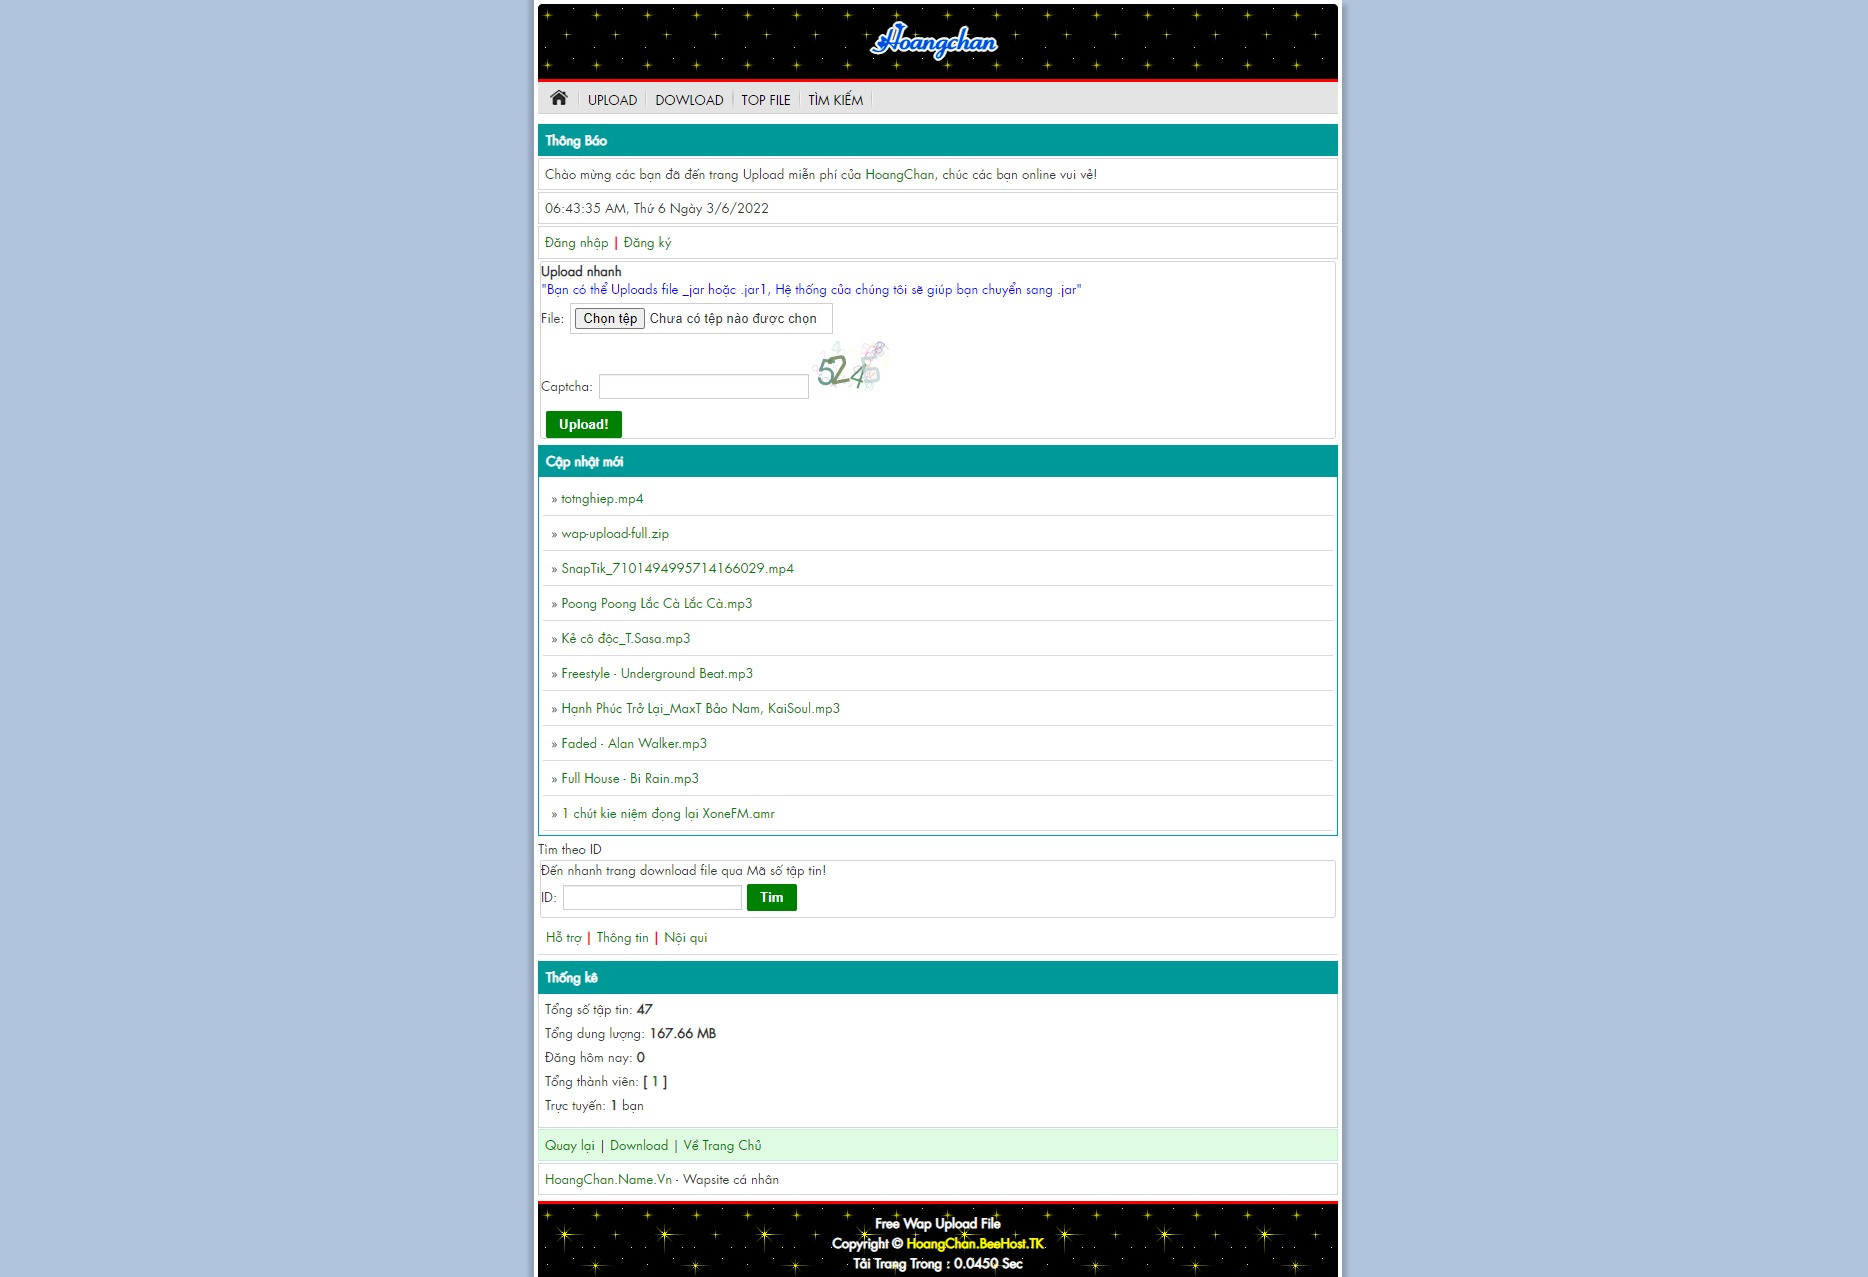 Hoangchan
UPLOAD DOWLOAD TOP FILE TÌM KIẾM
Thông Báo
Chào mừng các bạn đã đến trang Upload miễn phí của HoangChan, chúc các bạn online vui vẻ!
06:43:35 AM, Thứ 6 Ngày 3/6/2022
Đăng nhập | Đăng ký
Upload nhanh
"Bạn có thể Uploads file _jar hoặc .jar1, Hệ thống của chúng tôi sẽ giúp bạn chuyển sang .jar"
File: Chọn tệp Chưa có tệp nào được chọn
Captcha:
Upload!
Cập nhật mới
» totnghiep.mp4
» wap-upload-full.zip
» SnapTik_7101494995714166029.mp4
» Poong Poong Lắc Cà Lắc Cà.mp3
» Kẻ cô độc_T.Sasa.mp3
» Freestyle - Underground Beat.mp3
» Hạnh Phúc Trở Lại_MaxT Bảo Nam, KaiSoul.mp3
» Faded - Alan Walker.mp3
» Full House - Bi Rain.mp3
» 1 chút kie niệm đọng lại XoneFM.amr
Tìm theo ID
Đến nhanh trang download file qua Mã số tập tin!
ID: Tìm
Hỗ trợ | Thông tin | Nội qui
Thống kê
Tổng số tập tin: 47
Tổng dung lượng: 167.66 MB
Đăng hôm nay: 0
Tổng thành viên: [ 1 ]
Trực tuyến: 1 bạn
Quay lại | Download | Về Trang Chủ
HoangChan.Name.Vn - Wapsite cá nhân
Free Wap Upload File
Copyright © HoangChan.BeeHost.TK
Tải Trang Trong : 0.0450 Sec